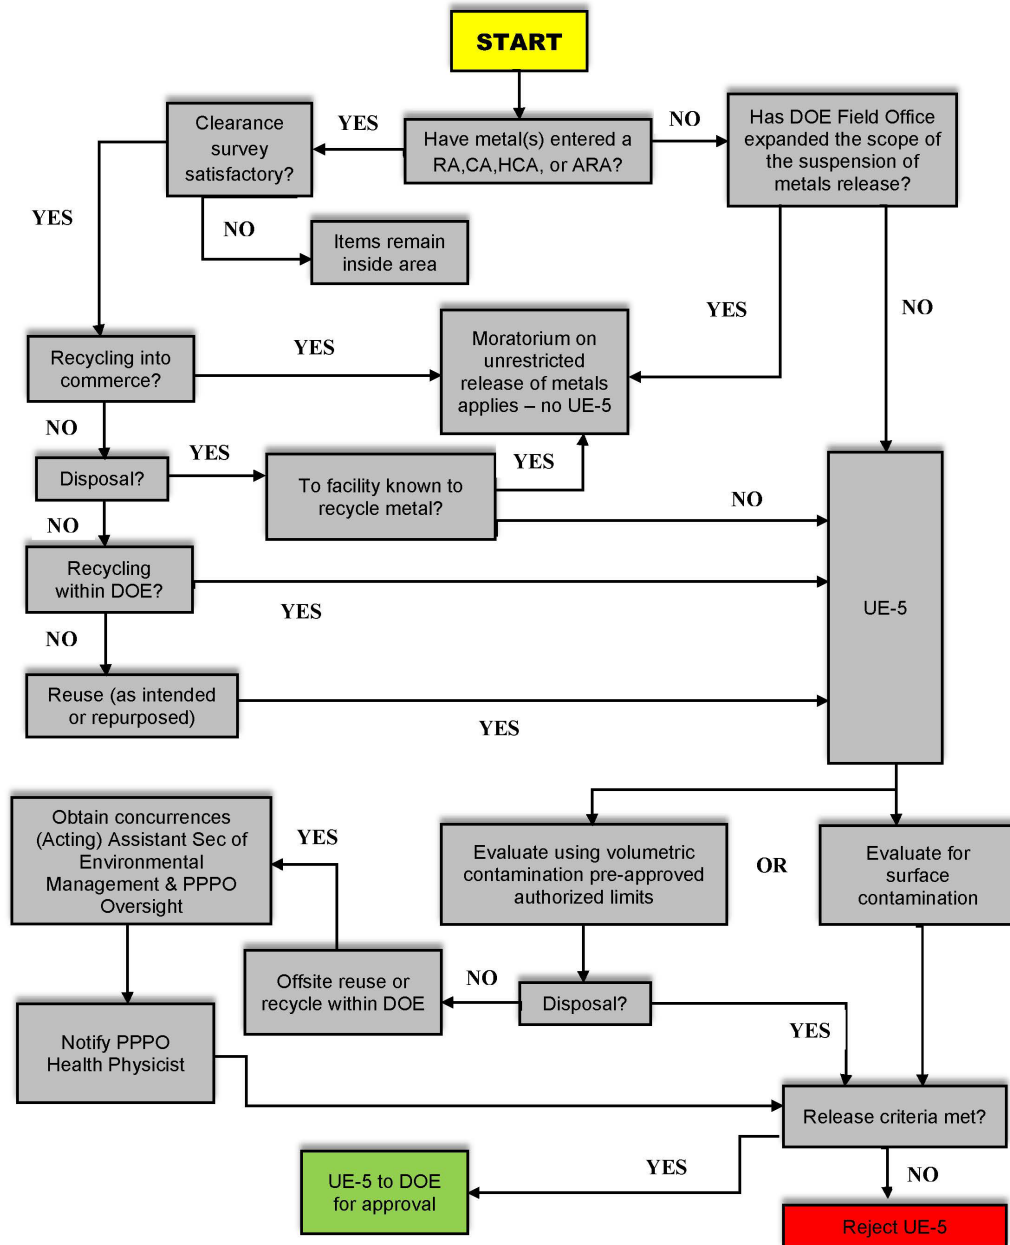 START
Have metal(s) entered a
RA,CA,HCA, or ARA?
YES
NO
Clearance
survey
satisfactory?
Has DOE Field Office
expanded the scope of
the suspension of
metals release?
YES
NO
Items remain
inside area
YES
NO
Recycling into
commerce?
YES
Moratorium on
unrestricted
release of metals
applies – no UE-5
NO
Disposal?
YES
To facility known to
recycle metal?
YES
NO
NO
Recycling
within DOE?
YES
UE-5
NO
Reuse (as intended
or repurposed)
YES
Obtain concurrences
(Acting) Assistant Sec of
Environmental
Management & PPPO
Oversight
YES
Evaluate using volumetric
contamination pre-approved
authorized limits
OR
Evaluate for
surface
contamination
Offsite reuse or
recycle within DOE
NO
Disposal?
YES
Notify PPPO
Health Physicist
Release criteria met?
YES
NO
UE-5 to DOE
for approval
Reject UE-5